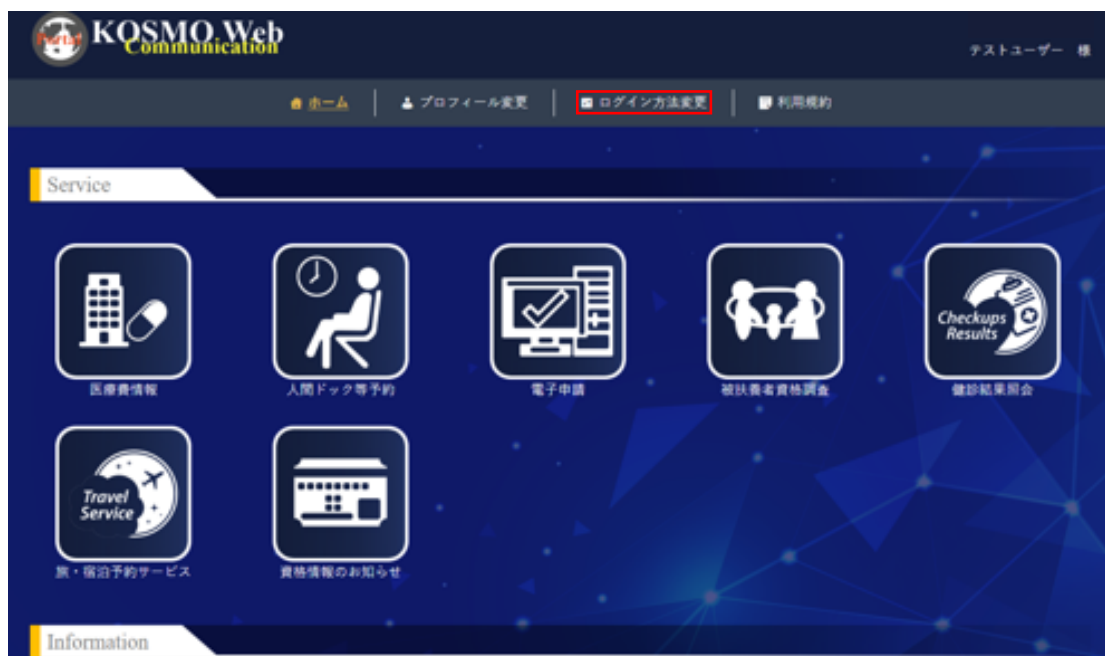 Portal
KOSMO Web
Communication
テストユーザー 様
ホーム
プロフィール変更
ログイン方法変更
利用規約
Service
Checkups
Results
医療費情報
人間ドック等予約
電子申請
被扶養者資格調査
健診結果照会
Travel
Service
旅・宿泊予約サービス
資格情報のお知らせ
Information